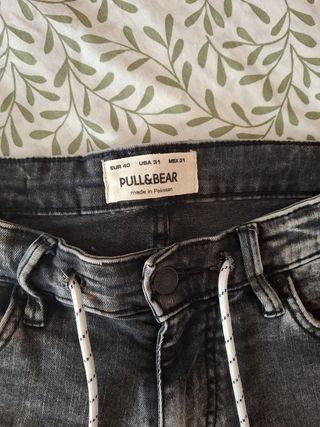 EUR 40 USA 31 MEX 31
PULL&BEAR
made in Pakistan